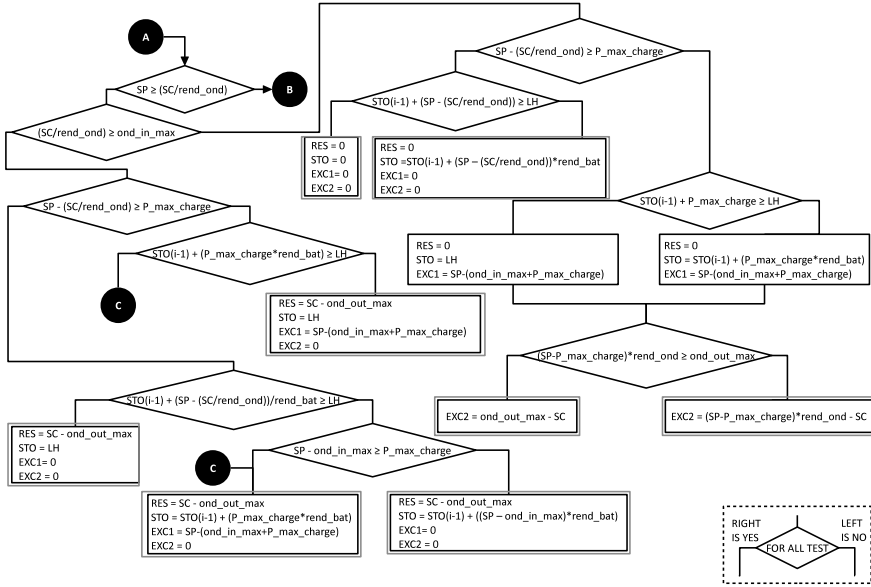 A
SP ≥ (SC/rend_ond)
B
(SC/rend_ond) ≥ ond_in_max
SP - (SC/rend_ond) ≥ P_max_charge
STO(i-1) + (SP - (SC/rend_ond)) ≥ LH
RES = 0
STO = 0
EXC1= 0
EXC2 = 0
RES = 0
STO =STO(i-1) + (SP – (SC/rend_ond))*rend_bat
EXC1= 0
EXC2 = 0
SP - (SC/rend_ond) ≥ P_max_charge
STO(i-1) + (P_max_charge*rend_bat) ≥ LH
C
RES = SC - ond_out_max
STO = LH
EXC1 = SP-(ond_in_max+P_max_charge)
EXC2 = 0
STO(i-1) + P_max_charge ≥ LH
RES = 0
STO = LH
EXC1 = SP-(ond_in_max+P_max_charge)
RES = 0
STO = STO(i-1) + (P_max_charge*rend_bat)
EXC1 = SP-(ond_in_max+P_max_charge)
(SP-P_max_charge)*rend_ond ≥ ond_out_max
EXC2 = ond_out_max - SC
EXC2 = (SP-P_max_charge)*rend_ond - SC
STO(i-1) + (SP - (SC/rend_ond))/rend_bat ≥ LH
RES = SC - ond_out_max
STO = LH
EXC1= 0
EXC2 = 0
SP - ond_in_max ≥ P_max_charge
C
RES = SC - ond_out_max
STO = STO(i-1) + (P_max_charge*rend_bat)
EXC1 = SP-(ond_in_max+P_max_charge)
EXC2 = 0
RES = SC - ond_out_max
STO = STO(i-1) + ((SP – ond_in_max)*rend_bat)
EXC1= 0
EXC2 = 0
RIGHT
IS YES
LEFT
IS NO
FOR ALL TEST